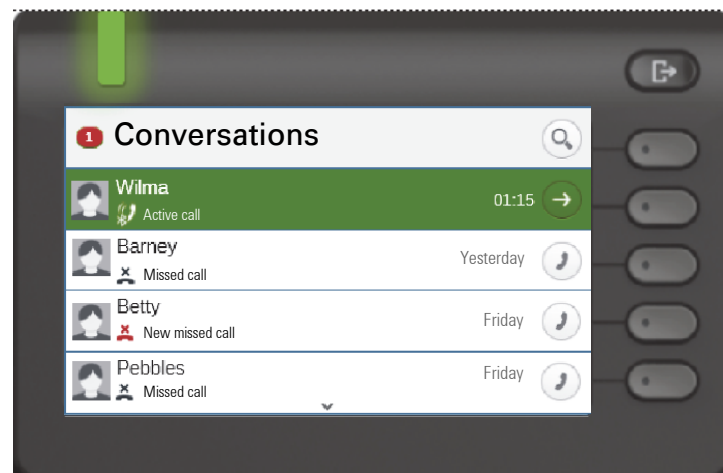 1 Conversations
Wilma 01:15
Active call
Barney Yesterday
Missed call
Betty Friday
New missed call
Pebbles Friday
Missed call